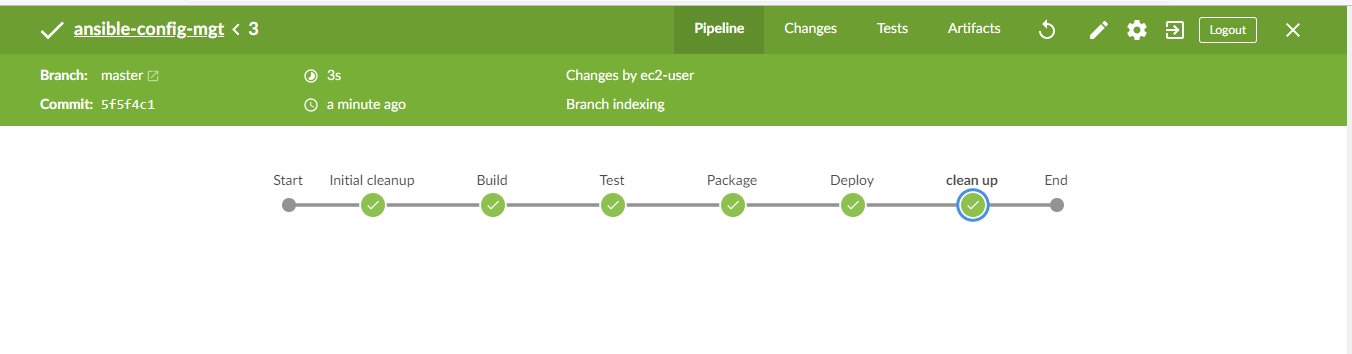 ansible-config-mgt < 3 Pipeline Changes Tests Artifacts Logout
Branch: master 3s Changes by ec2-user
Commit: 5f5f4c1 a minute ago Branch indexing
Start Initial cleanup Build Test Package Deploy clean up End